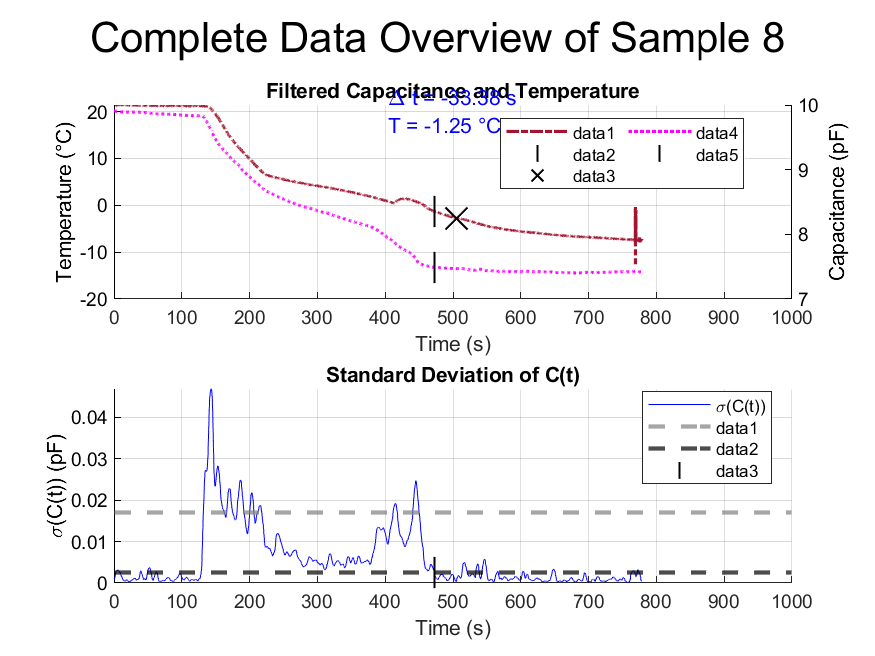 Complete Data Overview of Sample 8
Filtered Capacitance and Temperature
Δ t = -33.38 s
T = -1.25 °C
data1
data4
data2
data5
data3
Temperature (°C)
20
10
0
-10
-20
Capacitance (pF)
10
9
8
7
0 100 200 300 400 500 600 700 800 900 1000
Time (s)
Standard Deviation of C(t)
σ(C(t))
data1
data2
data3
σ(C(t)) (pF)
0.04
0.03
0.02
0.01
0
0 100 200 300 400 500 600 700 800 900 1000
Time (s)